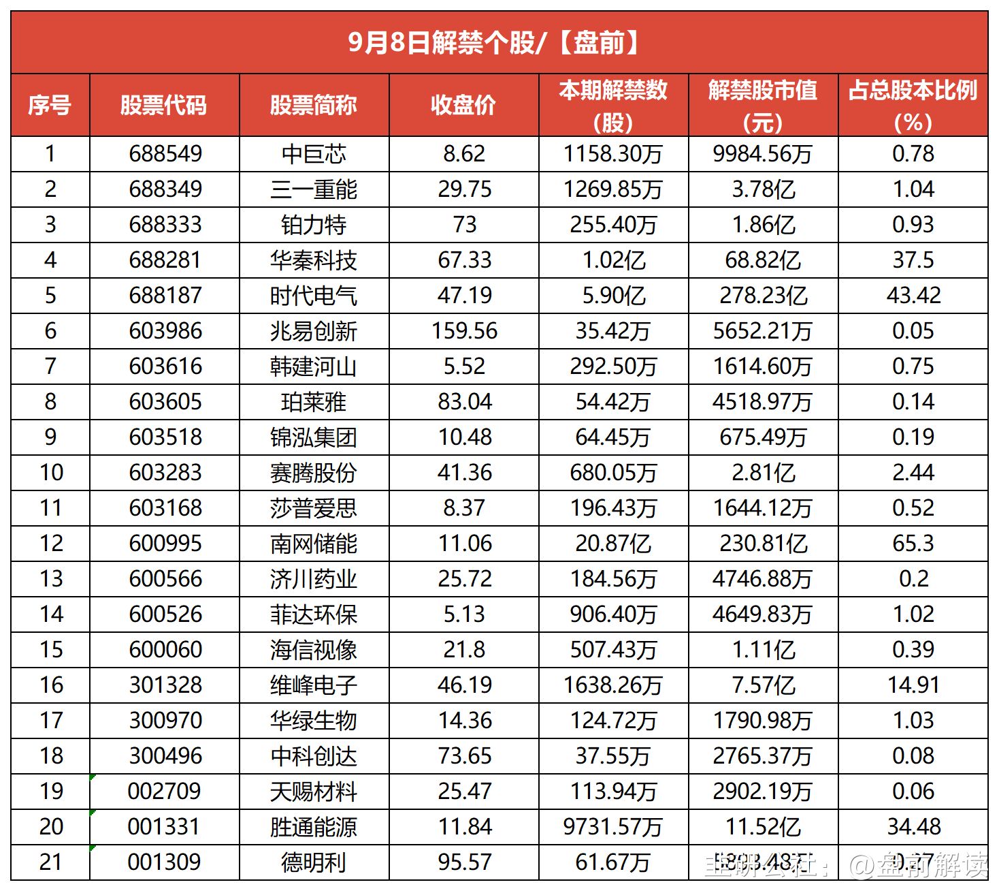 9月8日解禁个股/【盘前】
序号 股票代码 股票简称 收盘价 本期解禁数(股) 解禁股市值(元) 占总股本比例(%)
1 688549 中巨芯 8.62 1158.30万 9984.56万 0.78
2 688349 三一重能 29.75 1269.85万 3.78亿 1.04
3 688333 铂力特 73 255.40万 1.86亿 0.93
4 688281 华秦科技 67.33 1.02亿 68.82亿 37.5
5 688187 时代电气 47.19 5.90亿 278.23亿 43.42
6 603986 兆易创新 159.56 35.42万 5652.21万 0.05
7 603616 韩建河山 5.52 292.50万 1614.60万 0.75
8 603605 珀莱雅 83.04 54.42万 4518.97万 0.14
9 603518 锦泓集团 10.48 64.45万 675.49万 0.19
10 603283 赛腾股份 41.36 680.05万 2.81亿 2.44
11 603168 莎普爱思 8.37 196.43万 1644.12万 0.52
12 600995 南网储能 11.06 20.87亿 230.81亿 65.3
13 600566 济川药业 25.72 184.56万 4746.88万 0.2
14 600526 菲达环保 5.13 906.40万 4649.83万 1.02
15 600060 海信视像 21.8 507.43万 1.11亿 0.39
16 301328 维峰电子 46.19 1638.26万 7.57亿 14.91
17 300970 华绿生物 14.36 124.72万 1790.98万 1.03
18 300496 中科创达 73.65 37.55万 2765.37万 0.08
19 002709 天赐材料 25.47 113.94万 2902.19万 0.06
20 001331 胜通能源 11.84 9731.57万 11.52亿 34.48
21 001309 德明利 95.57 61.67万 5893.48万 0.27
韭研公社：@盘前解读